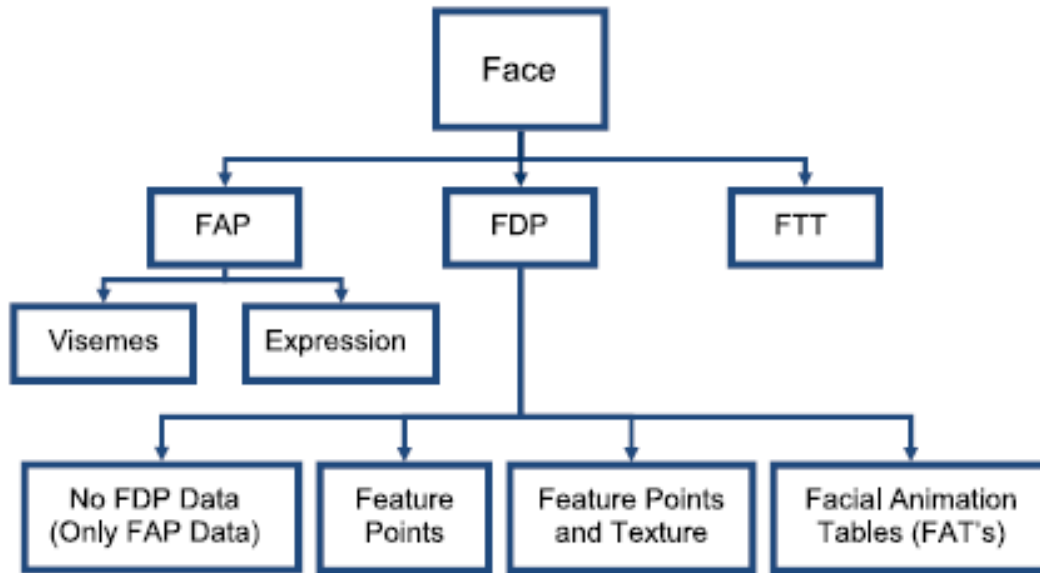 Face
FAP
FDP
FTT
Visemes
Expression
No FDP Data
(Only FAP Data)
Feature
Points
Feature Points
and Texture
Facial Animation
Tables (FAT's)